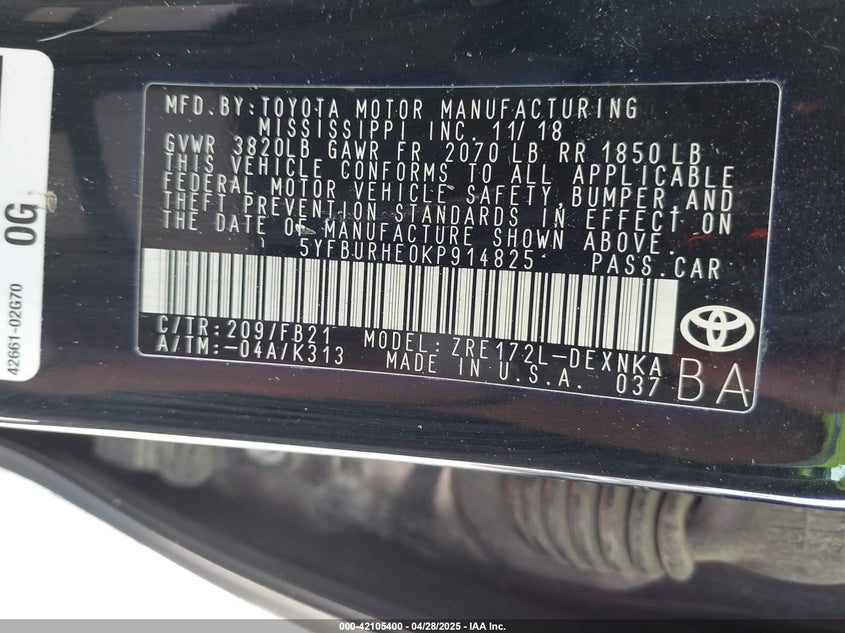 MFD.BY:TOYOTA MOTOR MANUFACTURING
MISSISSIPPI INC. 11/18
GVWR 3820LB GAWR FR 2070 LB RR 1850 LB
THIS VEHICLE CONFORMS TO ALL APPLICABLE
FEDERAL MOTOR VEHICLE SAFETY, BUMPER, AND
THEFT PREVENTION STANDARDS IN EFFECT ON
THE DATE OF MANUFACTURE SHOWN ABOVE.
5YFBURHE0KP914825 PASS.CAR
C/TR:209/FB21 MODEL:ZRE172L-DEXNKA
A/TM:-04A/K313 MADE IN U.S.A. 037
BA
0G
42661-02G70
000-42105400 - 04/28/2025 - IAA Inc.